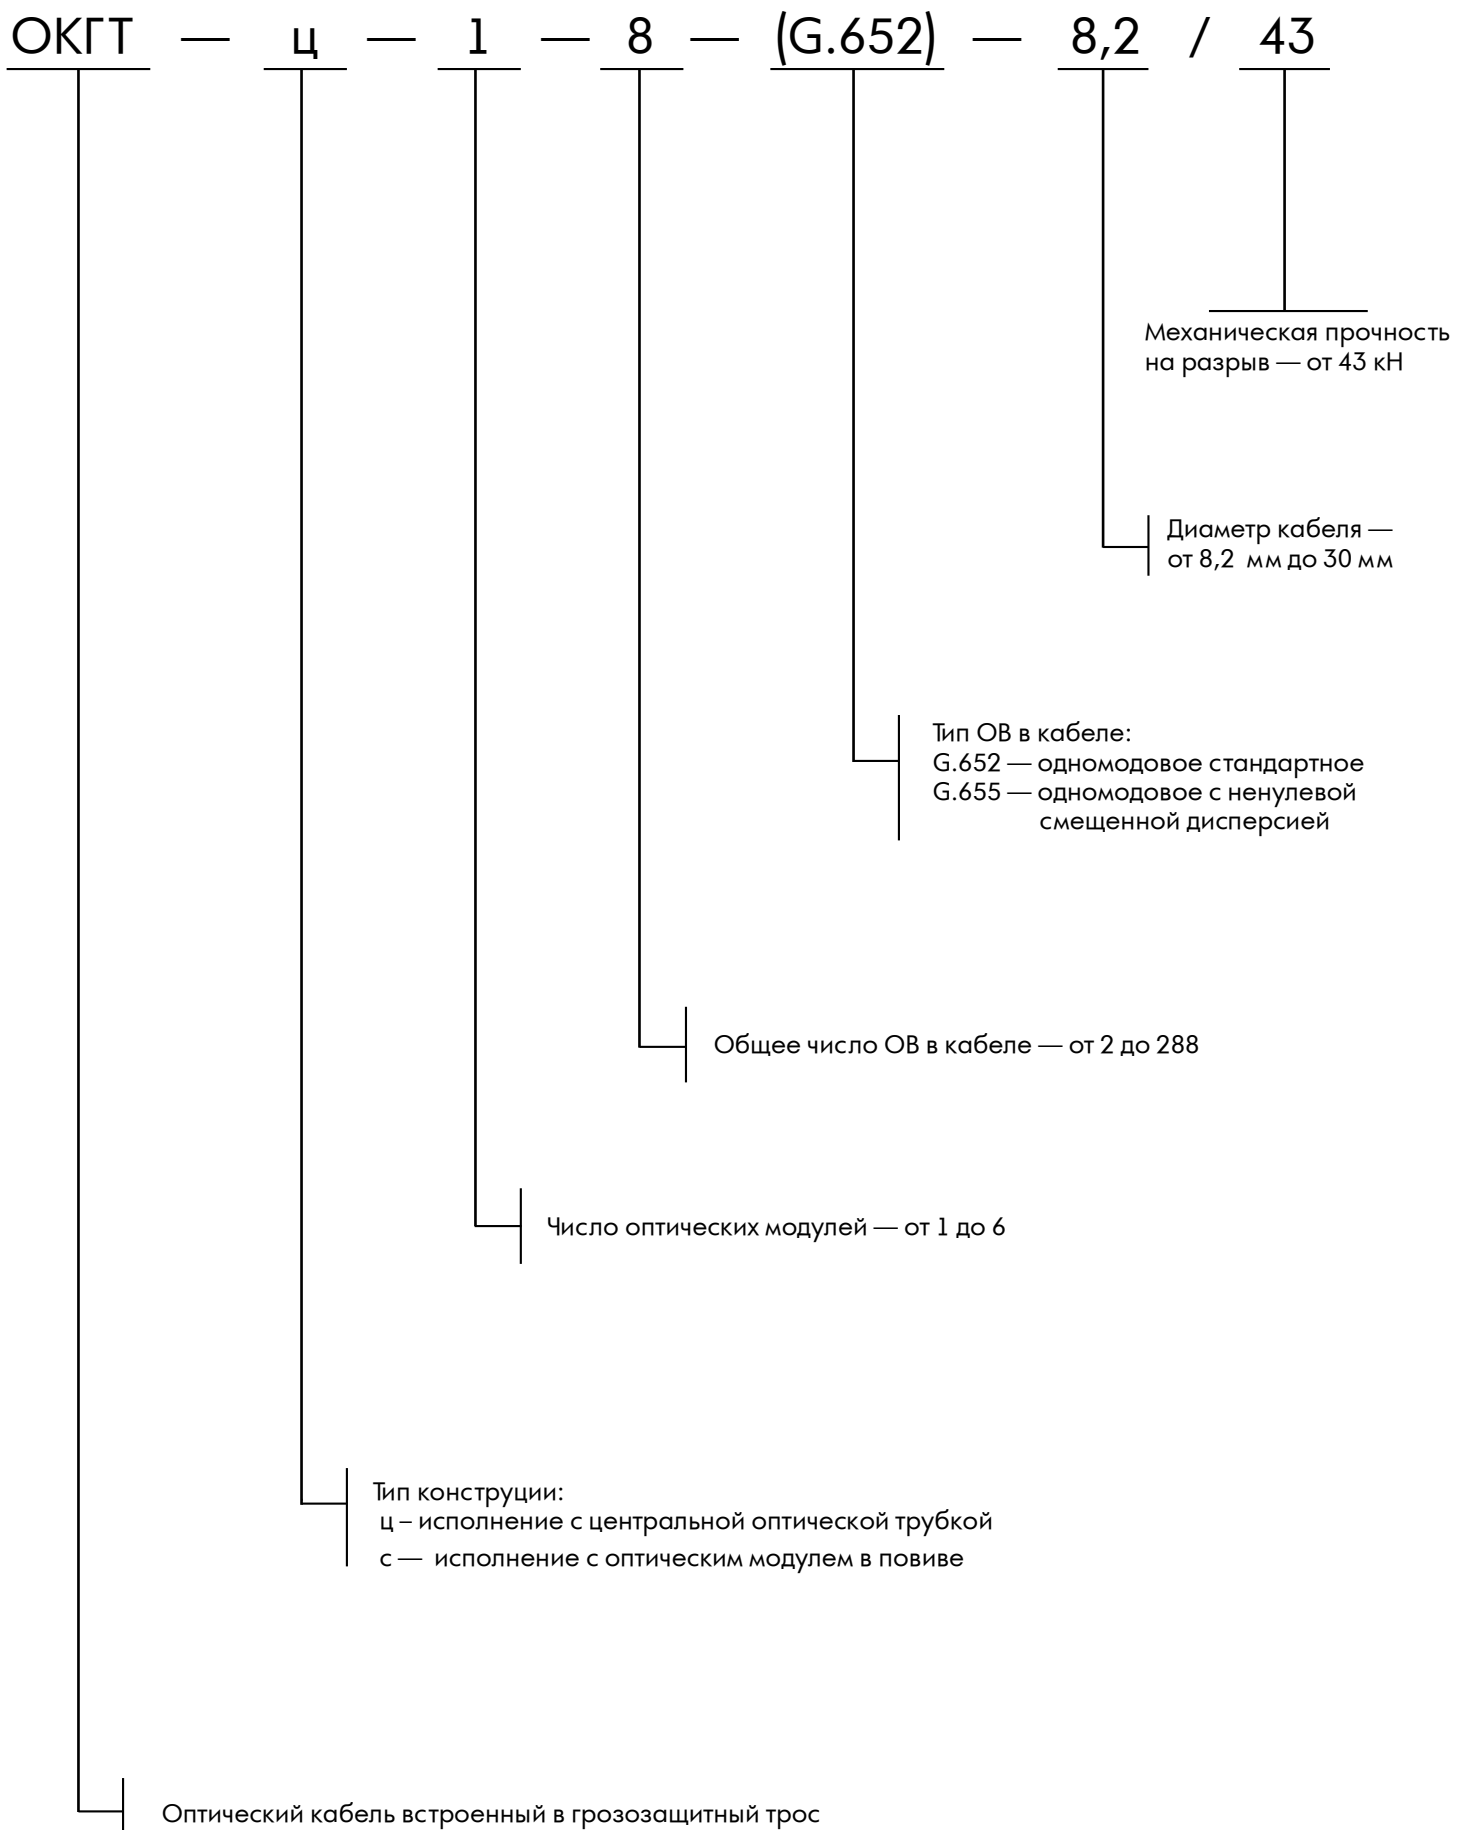 ОКГТ — ц — 1 — 8 — (G.652) — 8,2 / 43
Механическая прочность
на разрыв — от 43 кН
Диаметр кабеля —
от 8,2 мм до 30 мм
Тип ОВ в кабеле:
G.652 — одномодовое стандартное
G.655 — одномодовое с ненулевой
смещенной дисперсией
Общее число ОВ в кабеле — от 2 до 288
Число оптических модулей — от 1 до 6
Тип конструции:
ц – исполнение с центральной оптической трубкой
с — исполнение с оптическим модулем в повиве
Оптический кабель встроенный в грозозащитный трос